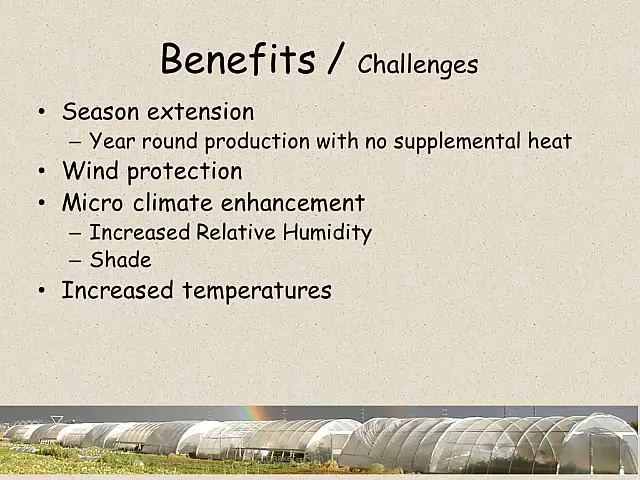 Benefits / Challenges
• Season extension
– Year round production with no supplemental heat
• Wind protection
• Micro climate enhancement
– Increased Relative Humidity
– Shade
• Increased temperatures